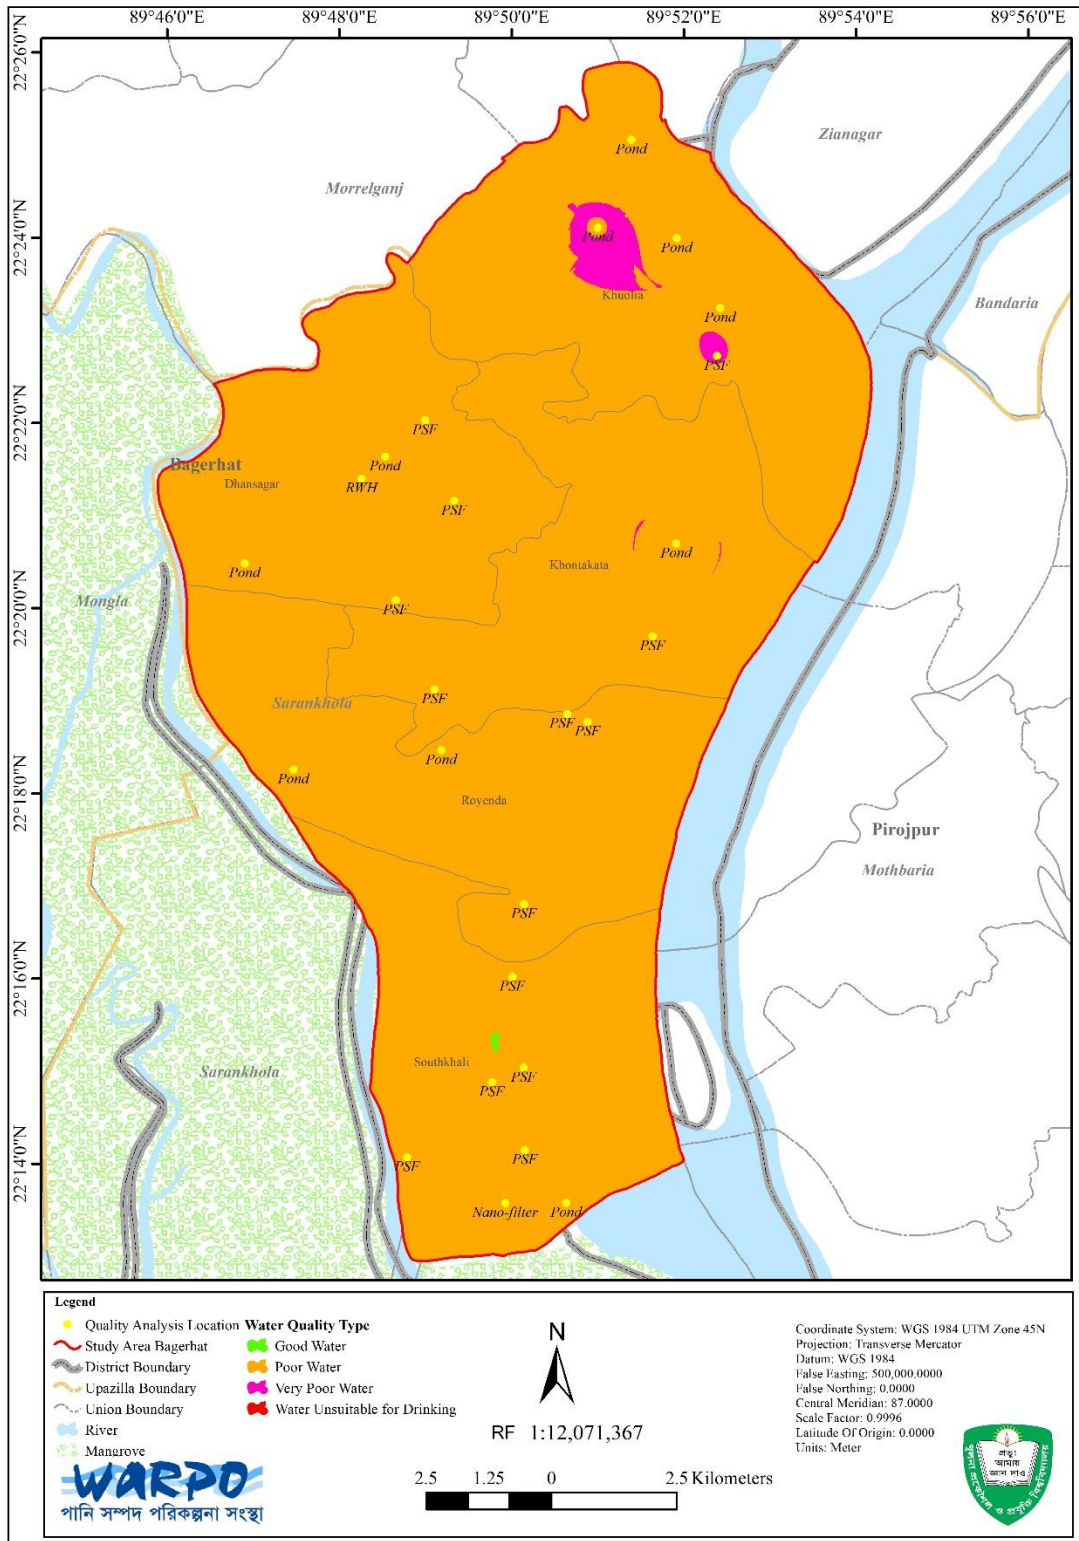 89°46'0"E 89°48'0"E 89°50'0"E 89°52'0"E 89°54'0"E 89°56'0"E
22°26'0"N
Zianagar
Pond
Morrelganj
22°24'0"N
Pond
Pond
Khuolia
Bandaria
Pond
PSF
22°22'0"N
PSF
Bagerhat
Pond
Dhansagar
RWH
PSF
Pond
Khontakata
Pond
22°20'0"N
Mongla
PSF
PSF
Sarankhola
PSF
PSF
PSF
Pond
Pond
22°18'0"N
Royenda
Pirojpur
Mothbaria
PSF
22°16'0"N
PSF
Southkhali
Sarankhola
PSF
PSF
22°14'0"N
PSF
PSF
Nano-filter
Pond
Legend
Quality Analysis Location
Study Area Bagerhat
District Boundary
Upazilla Boundary
Union Boundary
River
Mangrove
Water Quality Type
Good Water
Poor Water
Very Poor Water
Water Unsuitable for Drinking
N
RF 1:12,071,367
2.5 1.25 0 2.5 Kilometers
Coordinate System: WGS 1984 UTM Zone 45N
Projection: Transverse Mercator
Datum: WGS 1984
False Easting: 500,000.0000
False Northing: 0.0000
Central Meridian: 87.0000
Scale Factor: 0.9996
Latitude Of Origin: 0.0000
Units: Meter
WARPO
পানি সম্পদ পরিকল্পনা সংস্থা
প্রভু
আমায়
জ্ঞান দাও
খুলনা প্রকৌশল ও প্রযুক্তি বিশ্ববিদ্যালয়